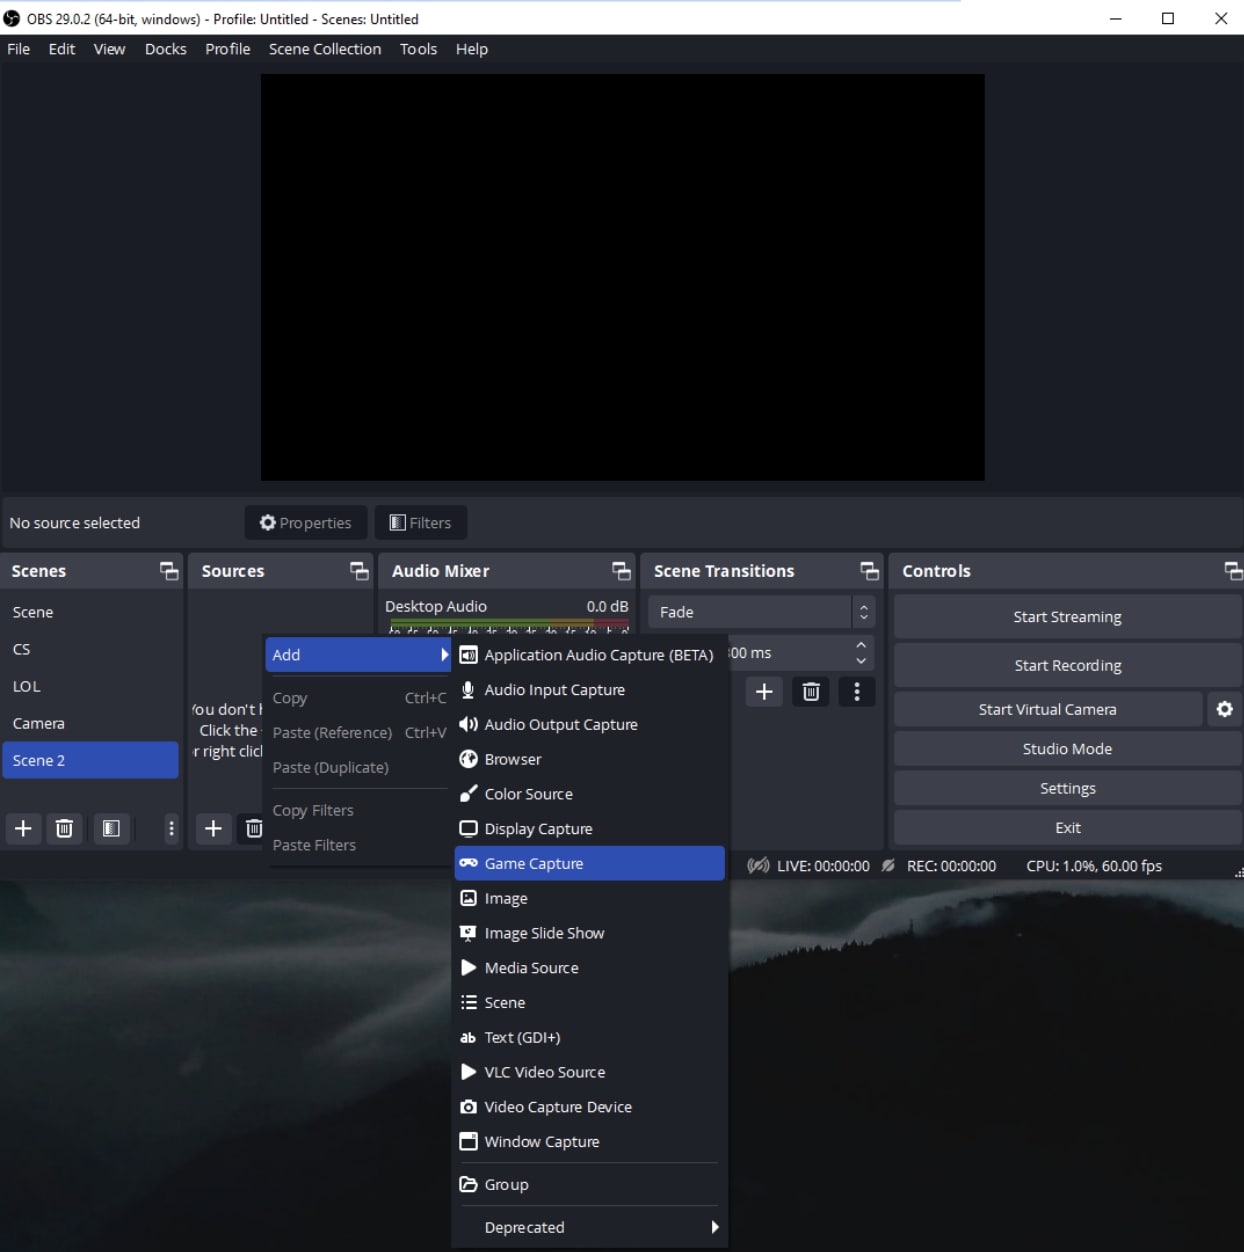 OBS 29.0.2 (64-bit, windows) - Profile: Untitled - Scenes: Untitled
File Edit View Docks Profile Scene Collection Tools Help
No source selected Properties Filters
Scenes
Scene
CS
LOL
Camera
Scene 2
Sources
You don't
Click the
right
Add
Copy Ctrl+C
Paste (Reference) Ctrl+V
Paste (Duplicate)
Copy Filters
Paste Filters
Audio Mixer
Desktop Audio 0.0 dB
Application Audio Capture (BETA)
Audio Input Capture
Audio Output Capture
Browser
Color Source
Display Capture
Game Capture
Image
Image Slide Show
Media Source
Scene
ab Text (GDI+)
VLC Video Source
Video Capture Device
Window Capture
Group
Deprecated
Scene Transitions
Fade
00 ms
Controls
Start Streaming
Start Recording
Start Virtual Camera
Studio Mode
Settings
Exit
LIVE: 00:00:00 REC: 00:00:00 CPU: 1.0%, 60.00 fps